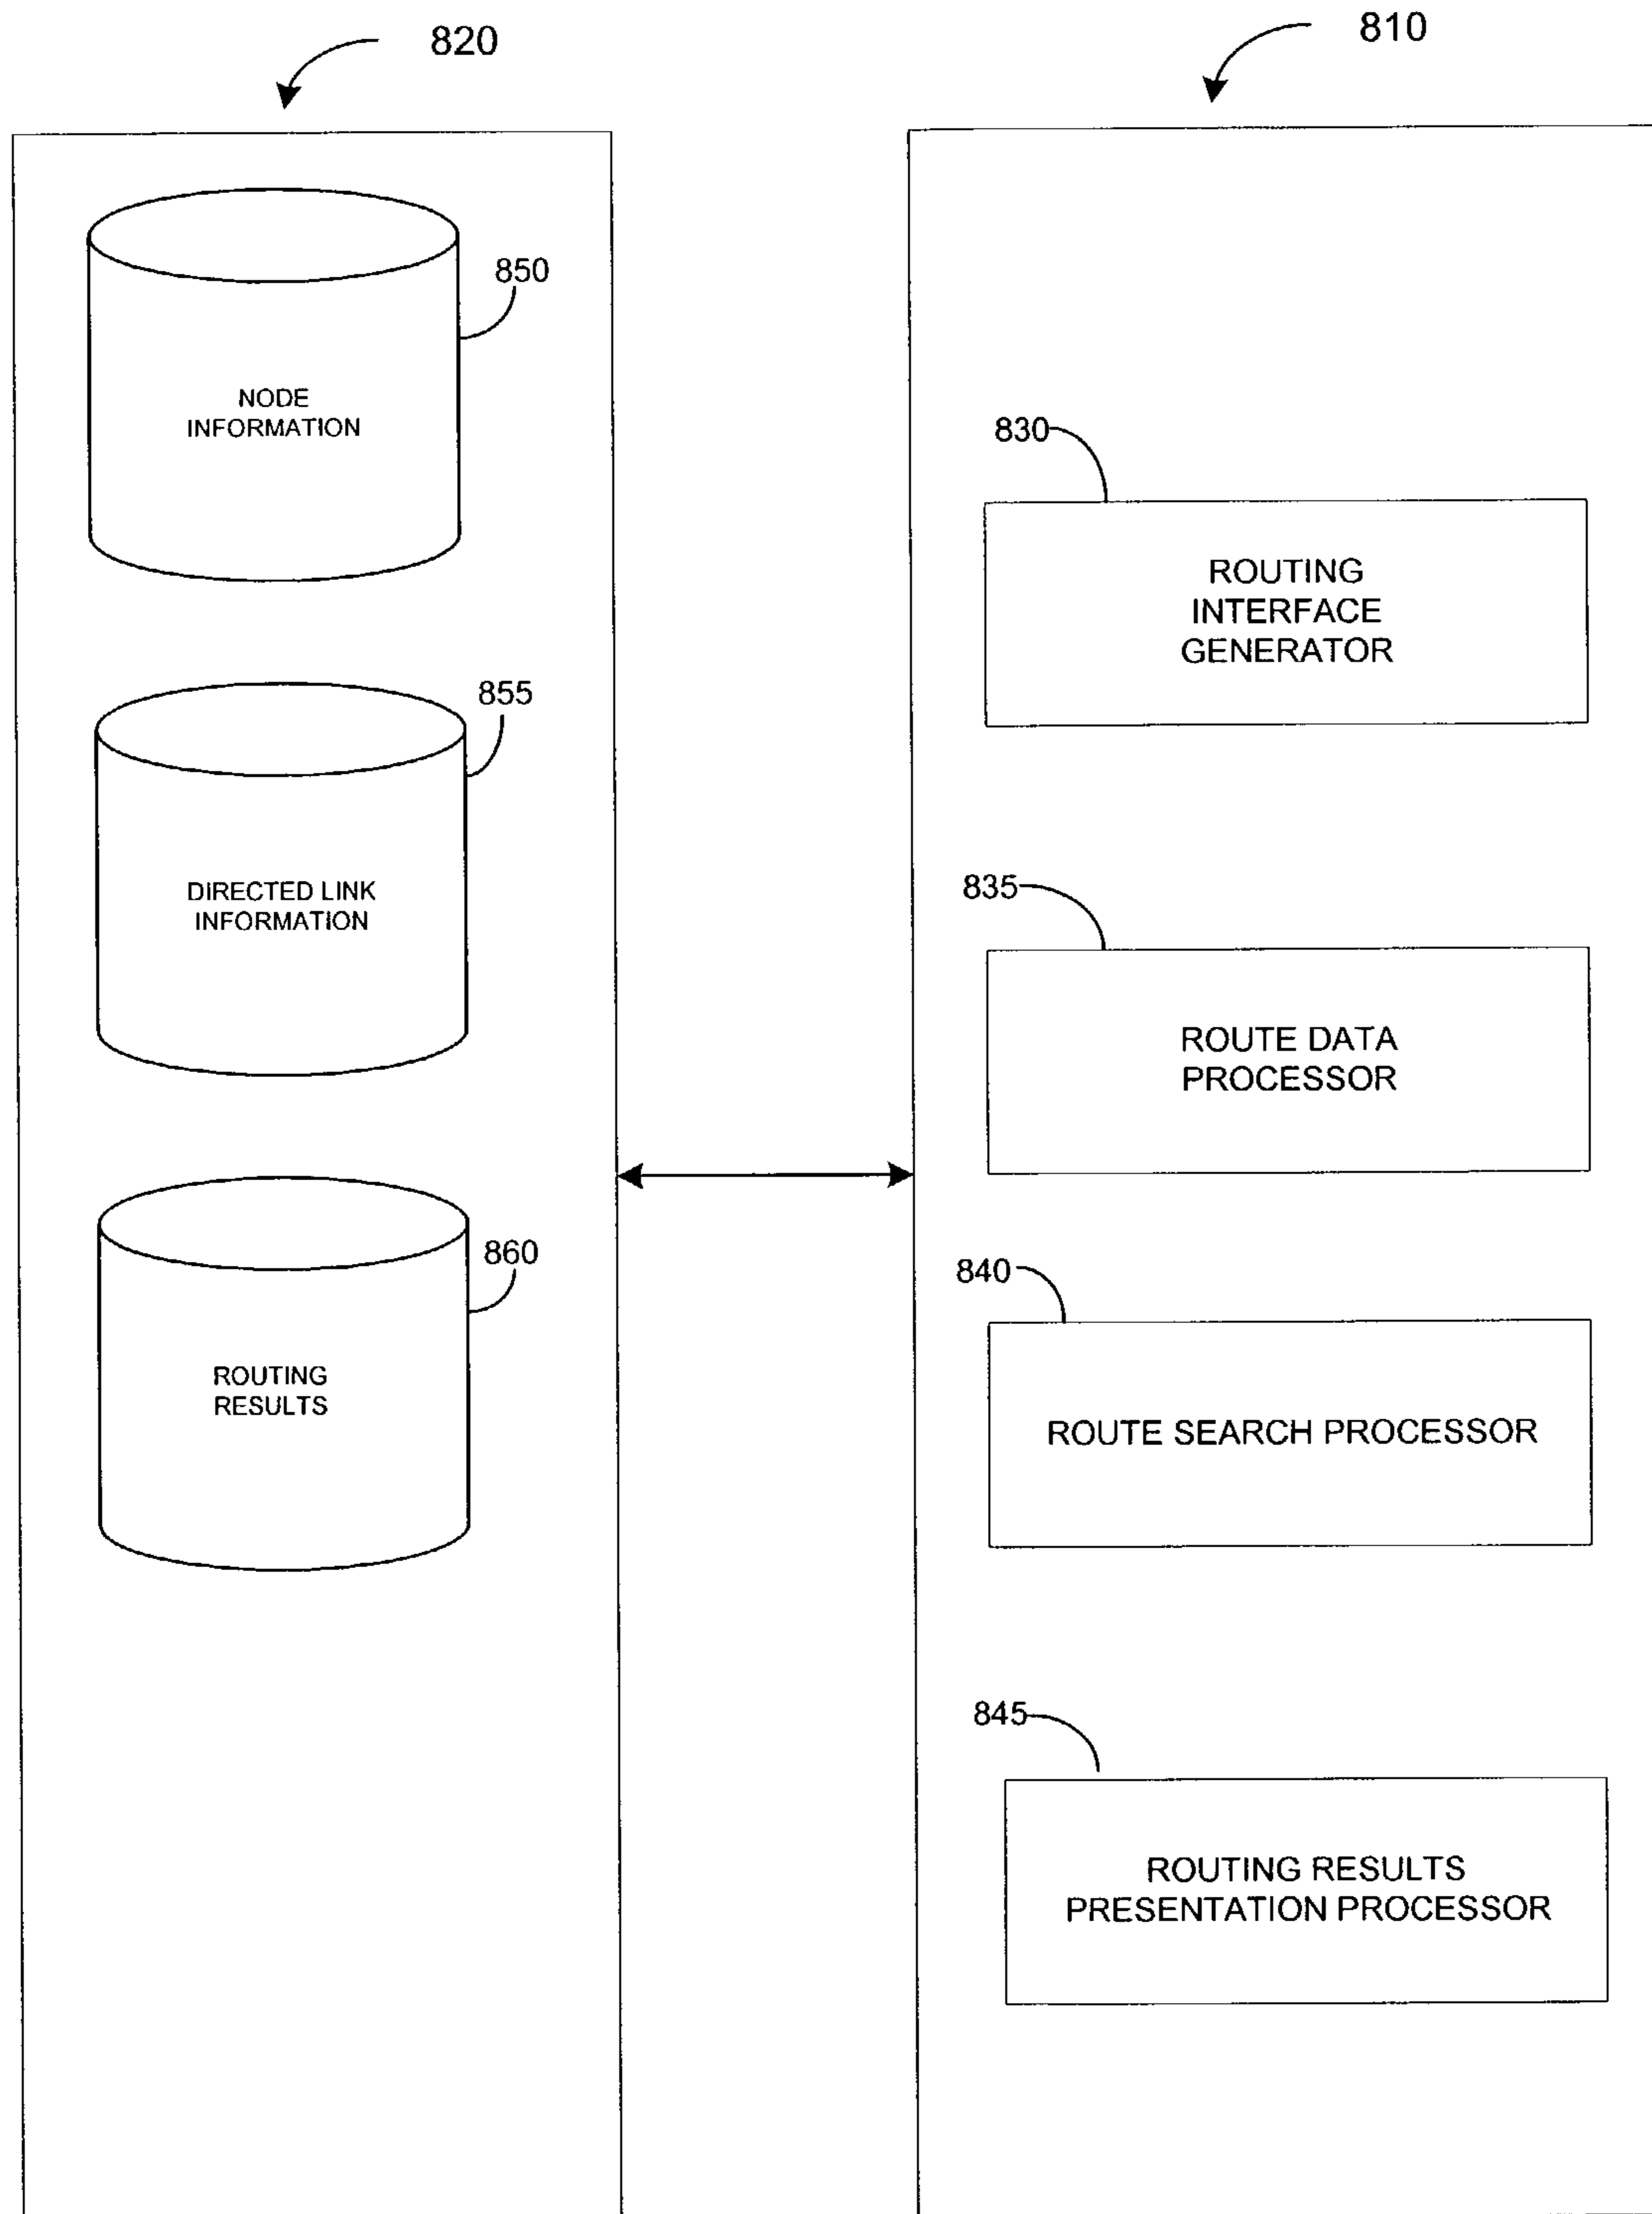 820
810
850
NODE
INFORMATION
855
DIRECTED LINK
INFORMATION
860
ROUTING
RESULTS
830
ROUTING
INTERFACE
GENERATOR
835
ROUTE DATA
PROCESSOR
840
ROUTE SEARCH PROCESSOR
845
ROUTING RESULTS
PRESENTATION PROCESSOR